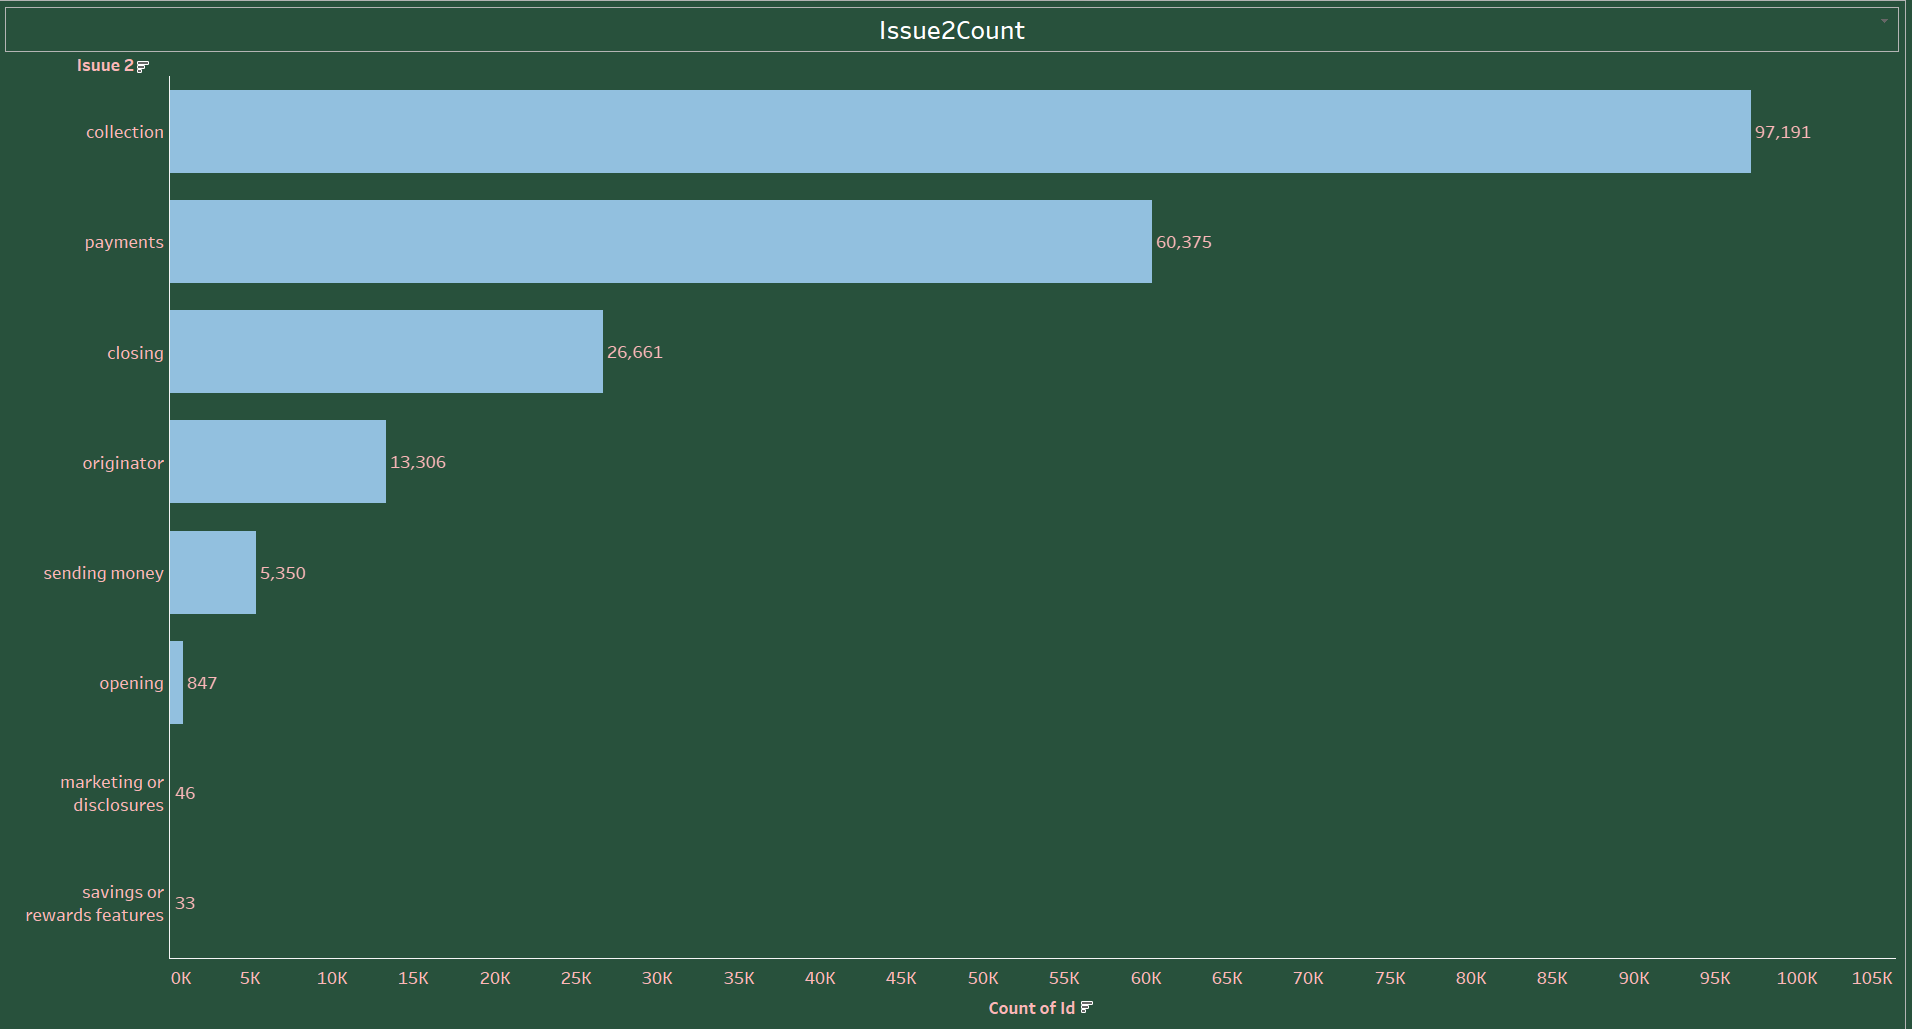 Issue2Count
Isuue 2
collection
97,191
payments
60,375
closing
26,661
originator
13,306
sending money
5,350
opening
847
marketing or
disclosures
46
savings or
rewards features
33
0K 5K 10K 15K 20K 25K 30K 35K 40K 45K 50K 55K 60K 65K 70K 75K 80K 85K 90K 95K 100K 105K
Count of Id